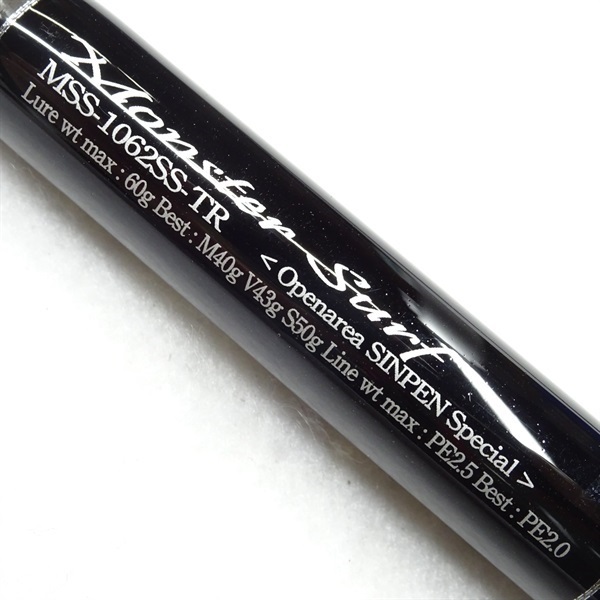 Monster Surf
MSS-1062SS-TR < Openarea SINPEN Special >
Lure wt max : 60g Best : M40g V43g S50g Line wt max : PE2.5 Best : PE2.0